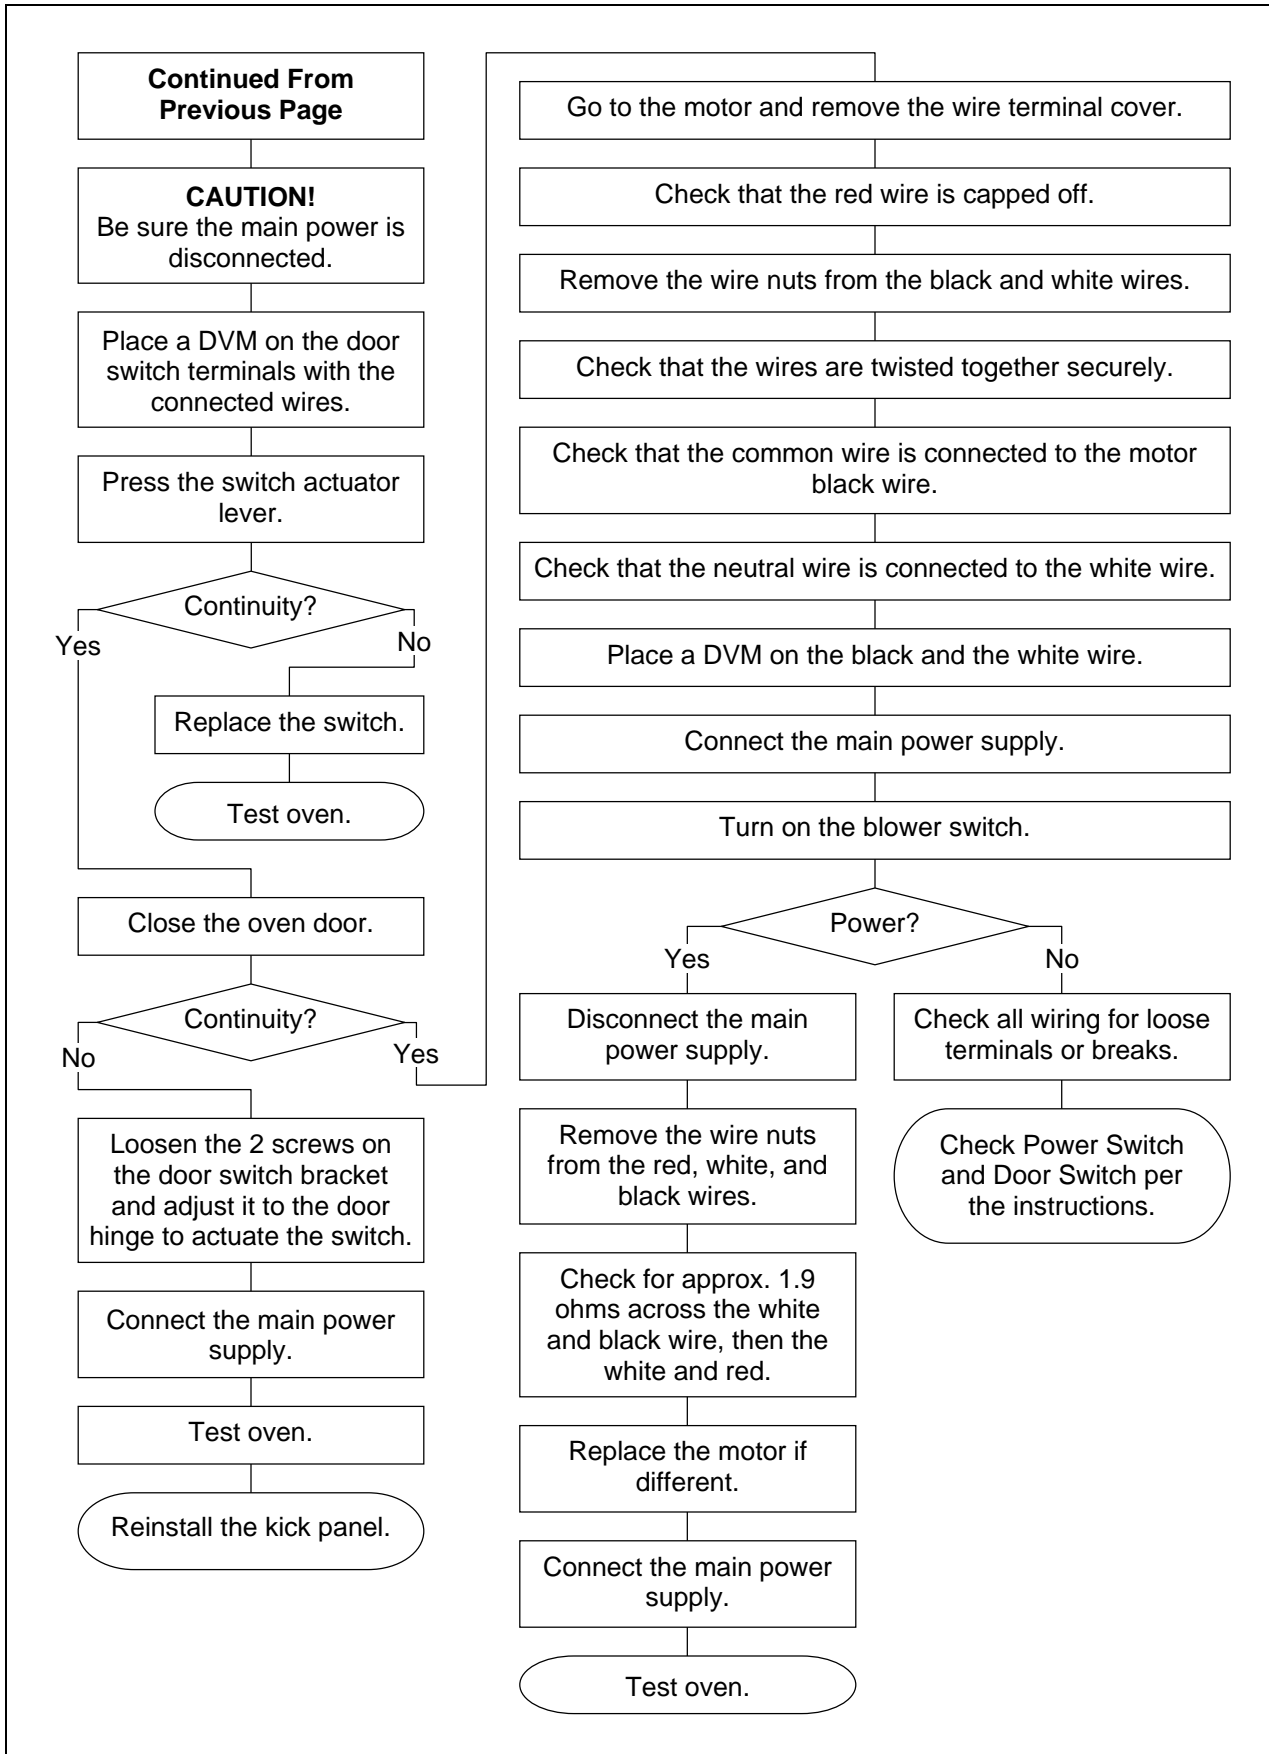 Continued From
Previous Page
CAUTION!
Be sure the main power is
disconnected.
Place a DVM on the door
switch terminals with the
connected wires.
Press the switch actuator
lever.
Continuity?
Yes
No
Replace the switch.
Test oven.
Close the oven door.
Continuity?
No
Yes
Loosen the 2 screws on
the door switch bracket
and adjust it to the door
hinge to actuate the switch.
Connect the main power
supply.
Test oven.
Reinstall the kick panel.
Go to the motor and remove the wire terminal cover.
Check that the red wire is capped off.
Remove the wire nuts from the black and white wires.
Check that the wires are twisted together securely.
Check that the common wire is connected to the motor
black wire.
Check that the neutral wire is connected to the white wire.
Place a DVM on the black and the white wire.
Connect the main power supply.
Turn on the blower switch.
Power?
Yes
No
Disconnect the main
power supply.
Remove the wire nuts
from the red, white, and
black wires.
Check for approx. 1.9
ohms across the white
and black wire, then the
white and red.
Replace the motor if
different.
Connect the main power
supply.
Test oven.
Check all wiring for loose
terminals or breaks.
Check Power Switch
and Door Switch per
the instructions.